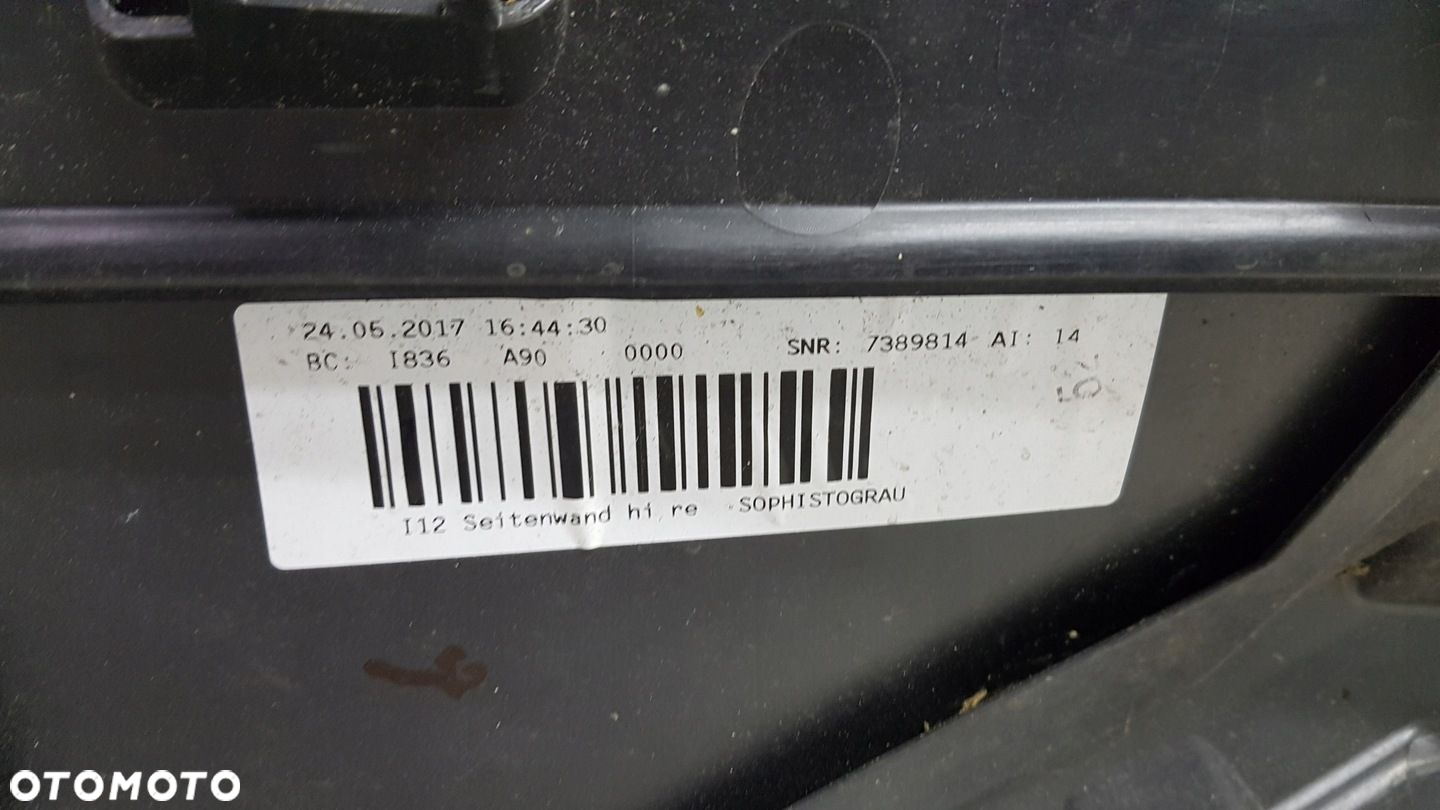 24.05.2017 16:44:30
BC: I836 A90 0000 SNR: 7389814 AI: 14
I12 Seitenwand hi re SOPHISTOGRAU
OTOMOTO